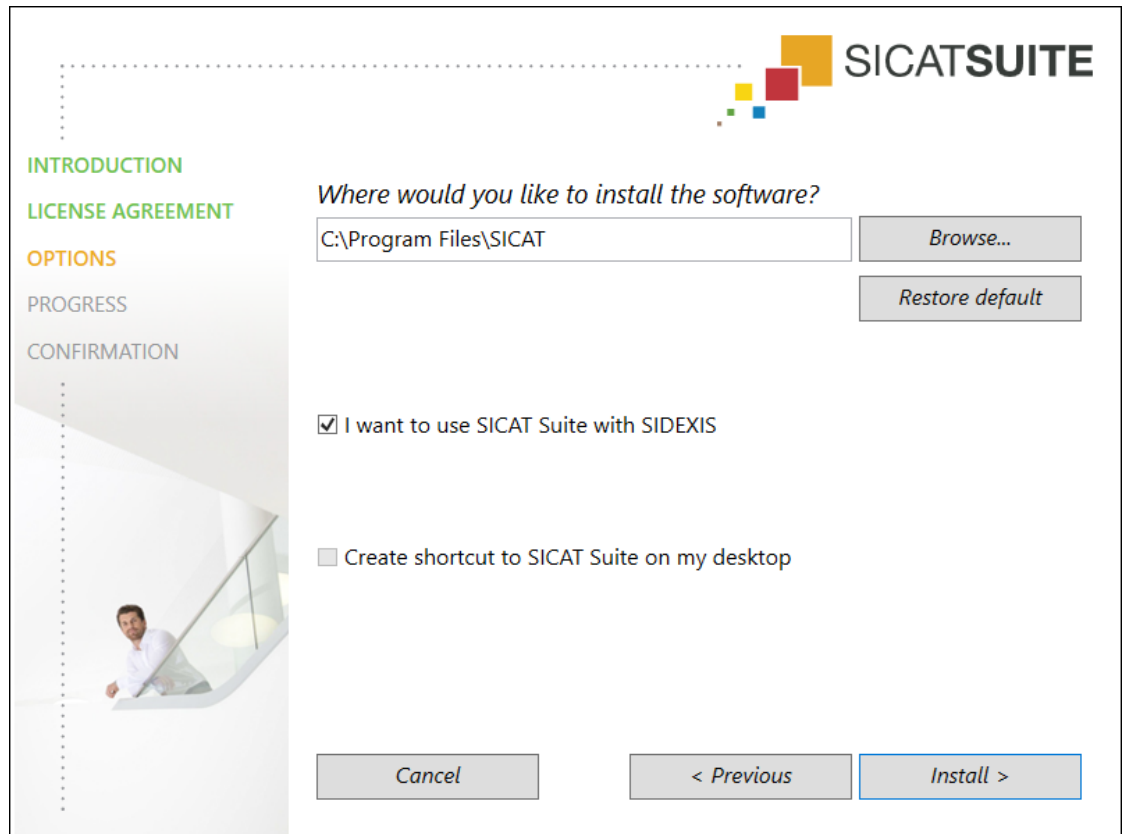 SICATSUITE
INTRODUCTION
LICENSE AGREEMENT
OPTIONS
PROGRESS
CONFIRMATION
Where would you like to install the software?
C:\Program Files\SICAT
Browse...
Restore default
I want to use SICAT Suite with SIDEXIS
Create shortcut to SICAT Suite on my desktop
Cancel
< Previous
Install >